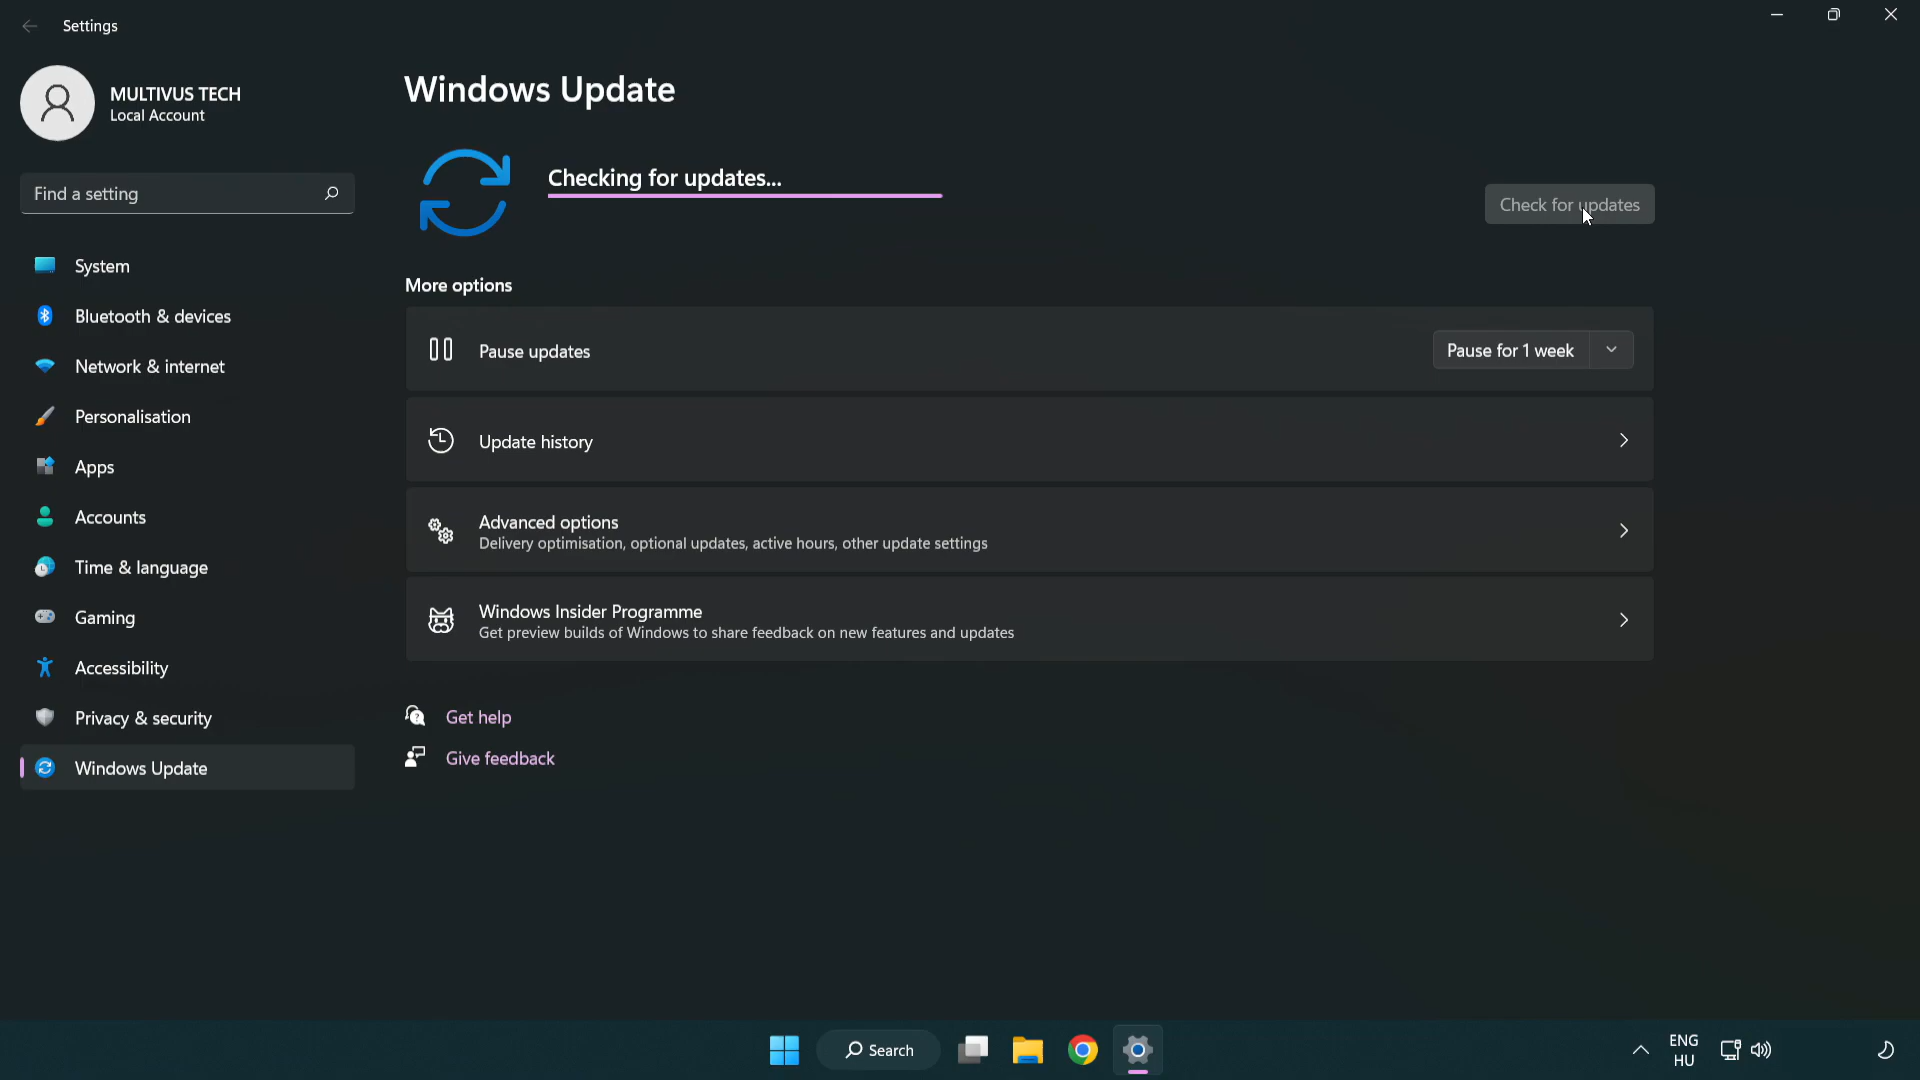 Settings
MULTIVUS TECH
Local Account
Find a setting
System
Bluetooth & devices
Network & internet
Personalisation
Apps
Accounts
Time & language
Gaming
Accessibility
Privacy & security
Windows Update
Windows Update
Checking for updates...
Check for updates
More options
Pause updates
Pause for 1 week
Update history
Advanced options
Delivery optimisation, optional updates, active hours, other update settings
Windows Insider Programme
Get preview builds of Windows to share feedback on new features and updates
Get help
Give feedback
Search
ENG
HU